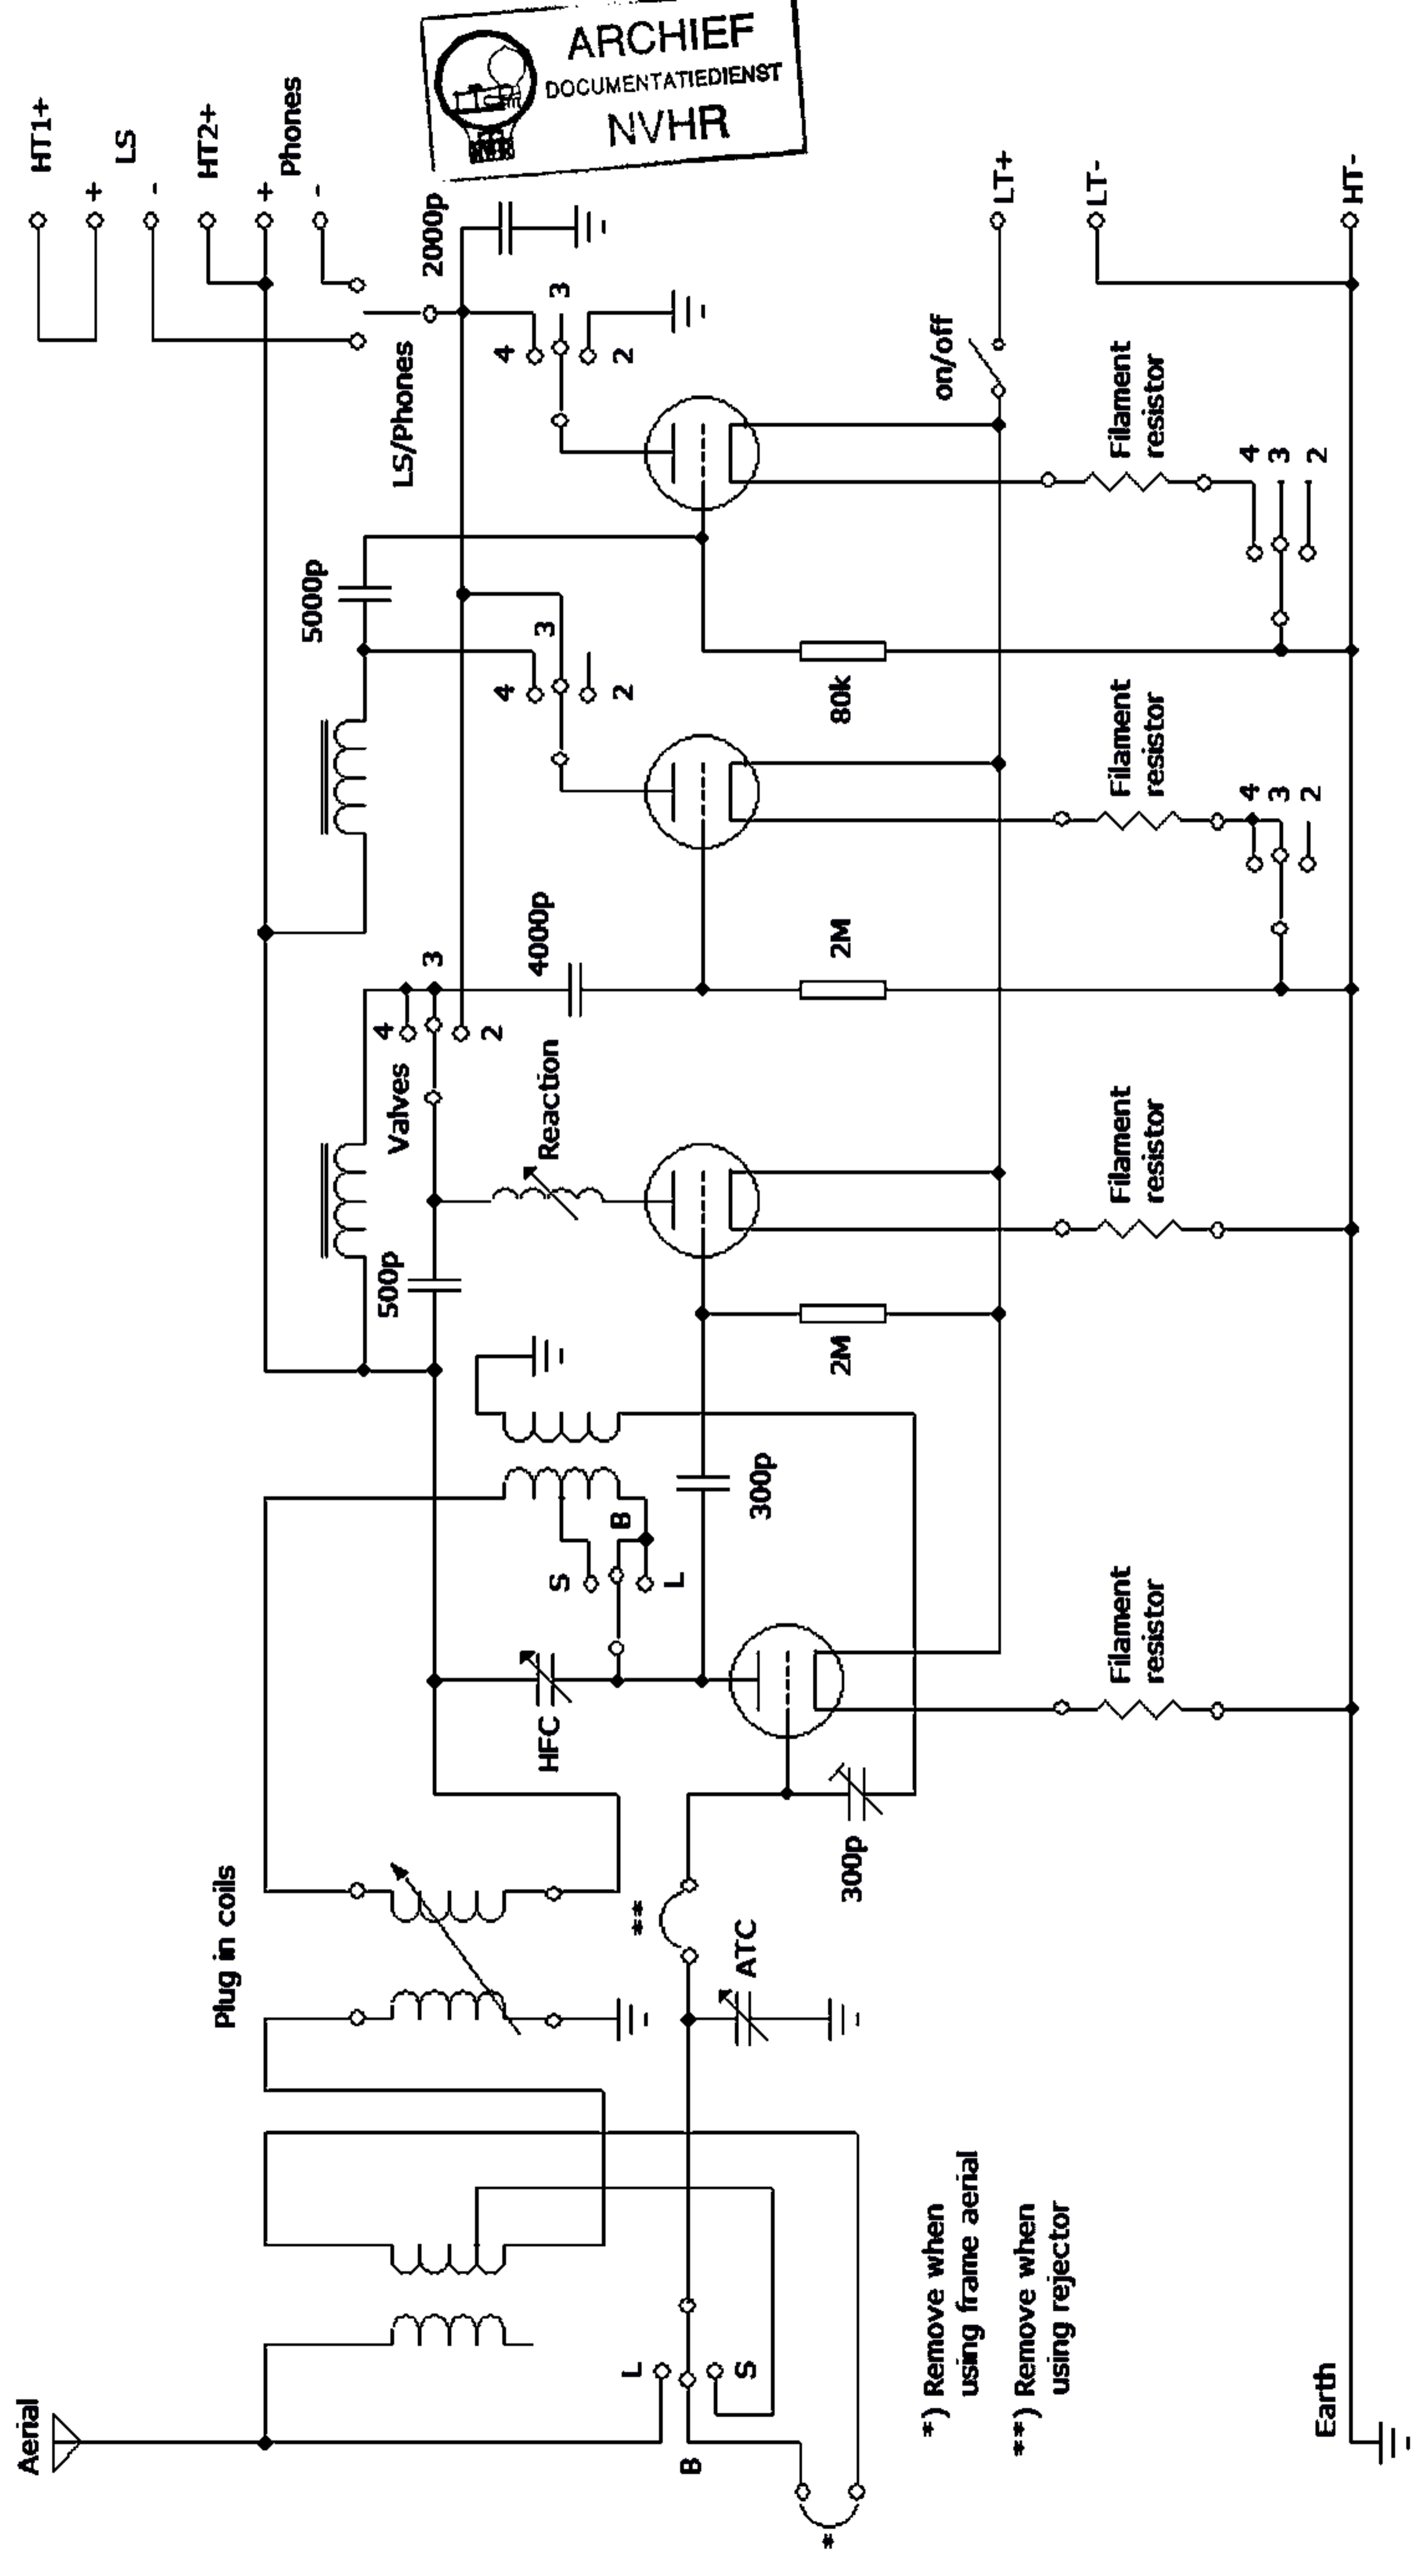 ARCHIEF
DOCUMENTATIEDIENST
NVHR
Aerial
Plug in coils
HT1+
+
LS
-
HT2+
+
Phones
-
500p
Valves
4
3
2
5000p
LS/Phones
2000p
HFC
S
B
L
Reaction
4000p
4
3
2
4
3
2
L
B
S
*
**
ATC
300p
300p
2M
2M
80k
on/off
LT+
LT-
Filament
resistor
Filament
resistor
Filament
resistor
Filament
resistor
4
3
2
4
3
2
*) Remove when
using frame aerial
**) Remove when
using rejector
Earth
HT-